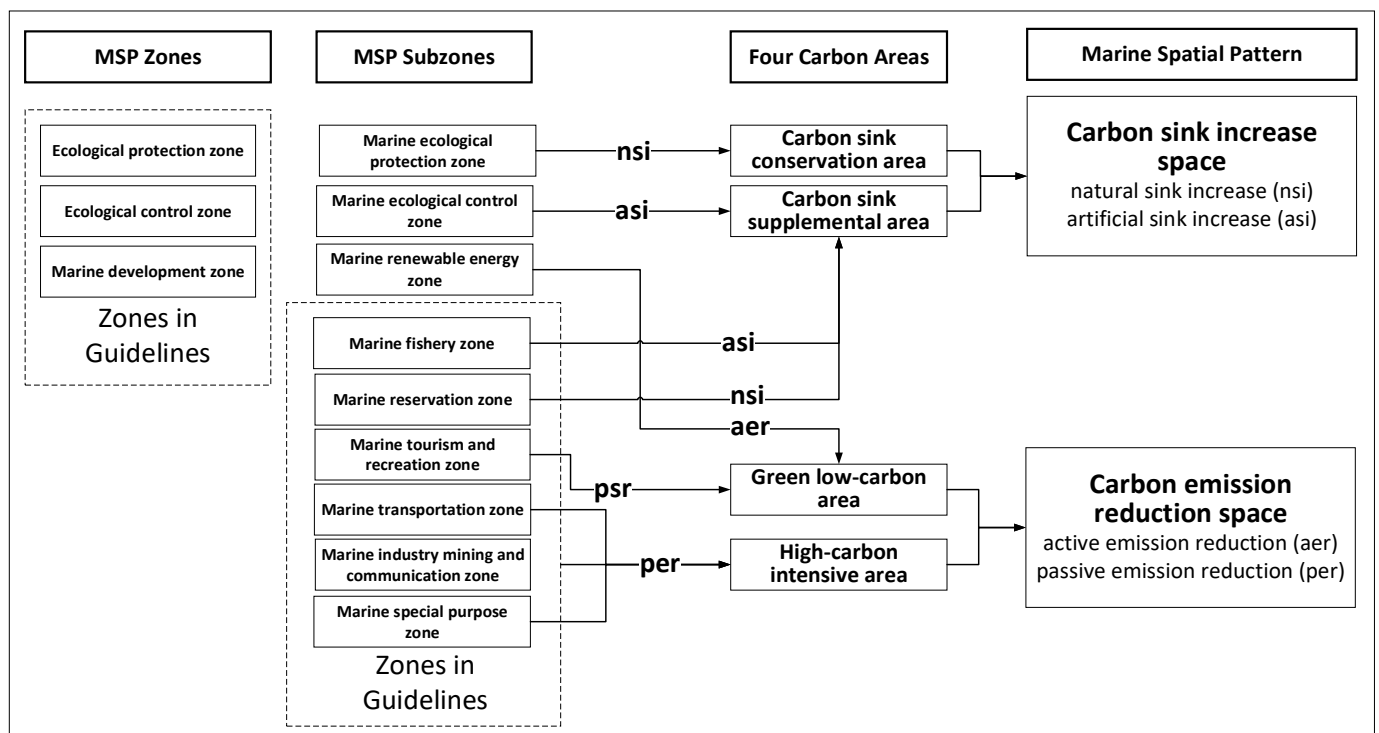 MSP Zones
MSP Subzones
Four Carbon Areas
Marine Spatial Pattern
Ecological protection zone
Ecological control zone
Marine development zone
Zones in
Guidelines
Marine ecological
protection zone
Marine ecological control
zone
Marine renewable energy
zone
Marine fishery zone
Marine reservation zone
Marine tourism and
recreation zone
Marine transportation zone
Marine industry mining and
communication zone
Marine special purpose
zone
Zones in
Guidelines
nsi
asi
asi
nsi
aer
psr
per
Carbon sink
conservation area
Carbon sink
supplemental area
Green low-carbon
area
High-carbon
intensive area
Carbon sink increase
space
natural sink increase (nsi)
artificial sink increase (asi)
Carbon emission
reduction space
active emission reduction (aer)
passive emission reduction (per)